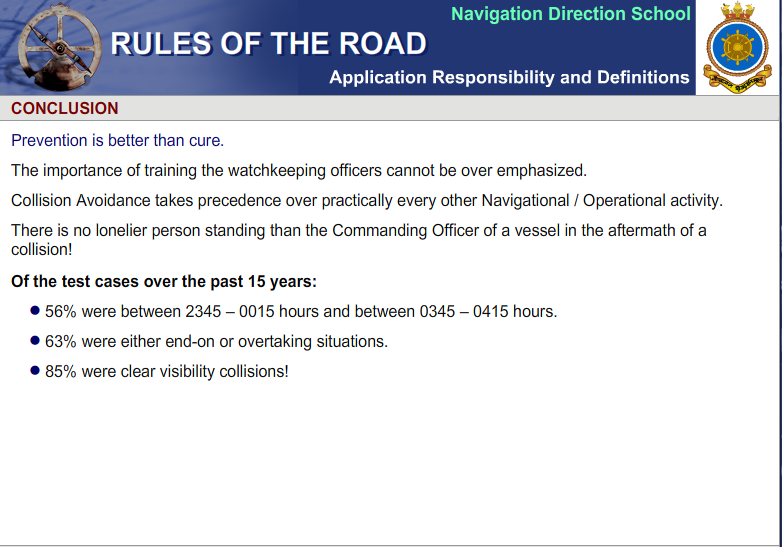 Navigation Direction School
RULES OF THE ROAD
Application Responsibility and Definitions
CONCLUSION
Prevention is better than cure.
The importance of training the watchkeeping officers cannot be over emphasized.
Collision Avoidance takes precedence over practically every other Navigational / Operational activity.
There is no lonelier person standing than the Commanding Officer of a vessel in the aftermath of a
collision!
Of the test cases over the past 15 years:
● 56% were between 2345 – 0015 hours and between 0345 – 0415 hours.
● 63% were either end-on or overtaking situations.
● 85% were clear visibility collisions!